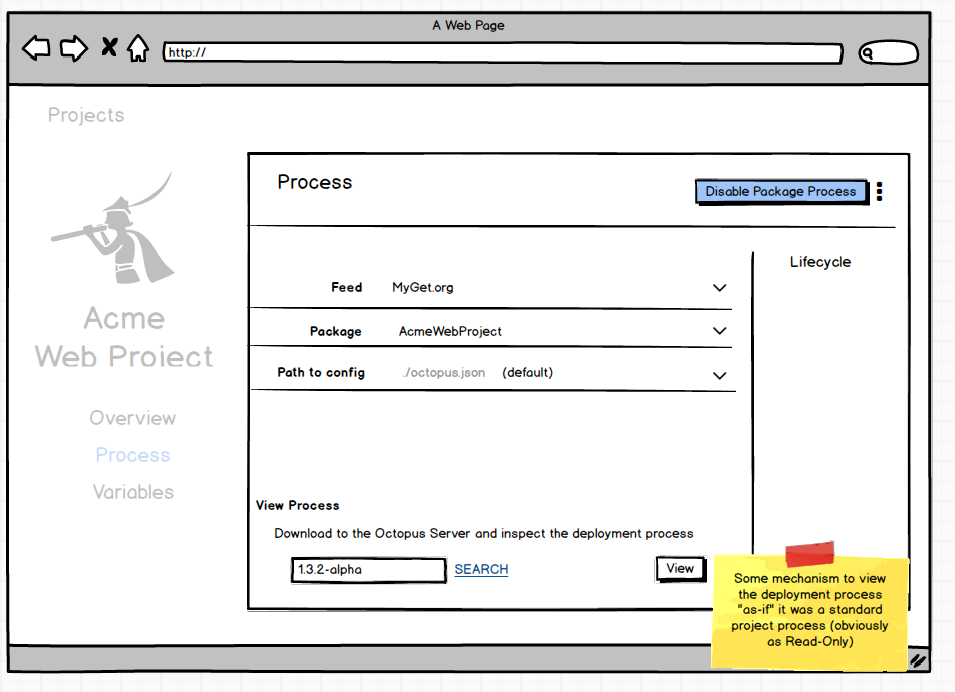 A Web Page
http://
Projects
Acme
Web Project
Overview
Process
Variables
Process
Disable Package Process
Lifecycle
Feed MyGet.org
Package AcmeWebProject
Path to config ./octopus.json (default)
View Process
Download to the Octopus Server and inspect the deployment process
1.3.2-alpha SEARCH View
Some mechanism to view
the deployment process
"as-if" it was a standard
project process (obviously
as Read-Only)